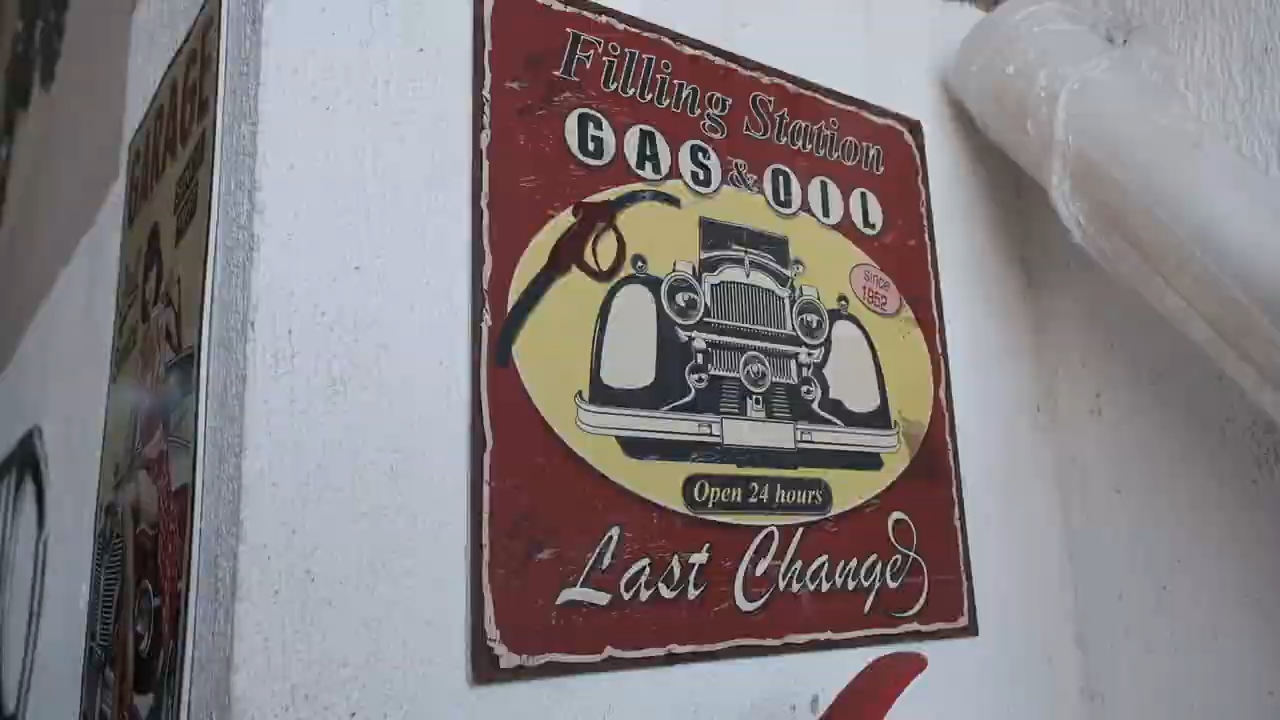 GARAGE
Filling Station
GAS & OIL
since
1952
Open 24 hours
Last Change